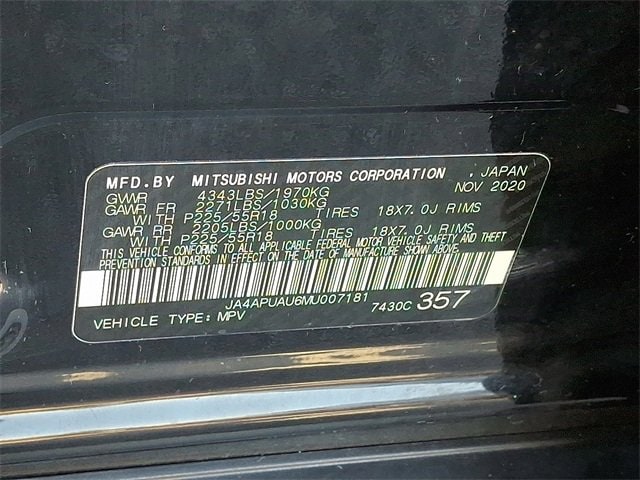 MFD.BY MITSUBISHI MOTORS CORPORATION , JAPAN
GVWR 4343LBS/1970KG NOV 2020
GAWR FR 2271LBS/1030KG
WITH P225/55R18 TIRES 18X7.0J RIMS
GAWR RR 2205LBS/1000KG
WITH P225/55R18 TIRES 18X7.0J RIMS
THIS VEHICLE CONFORMS TO ALL APPLICABLE FEDERAL MOTOR VEHICLE SAFETY AND THEFT
PREVENTION STANDARDS IN EFFECT ON THE DATE OF MANUFACTURE SHOWN ABOVE.
JA4APUAU6MU007181
VEHICLE TYPE: MPV 7430C 357